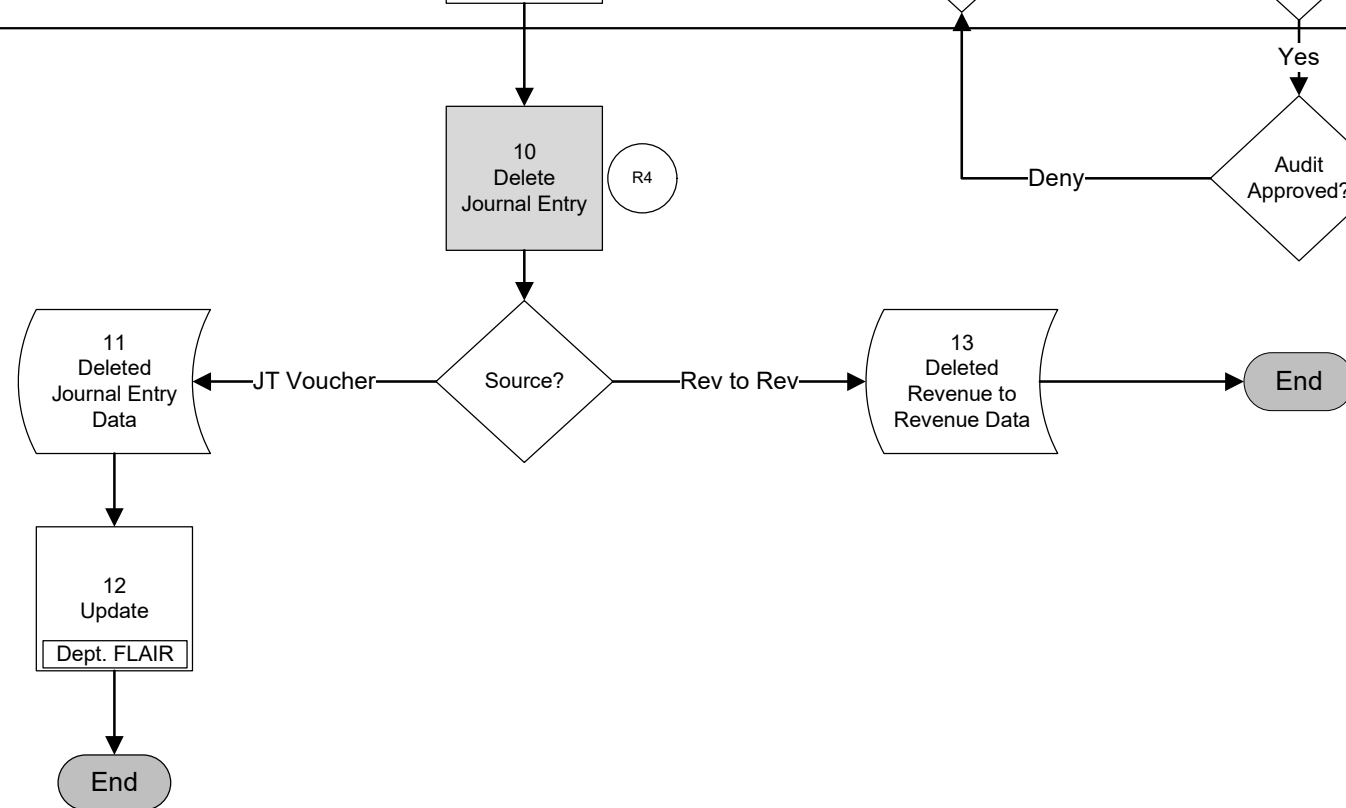 Yes
10
Delete
Journal Entry
R4
Deny
Audit
Approved?
11
Deleted
Journal Entry
Data
JT Voucher
Source?
Rev to Rev
13
Deleted
Revenue to
Revenue Data
End
12
Update
Dept. FLAIR
End